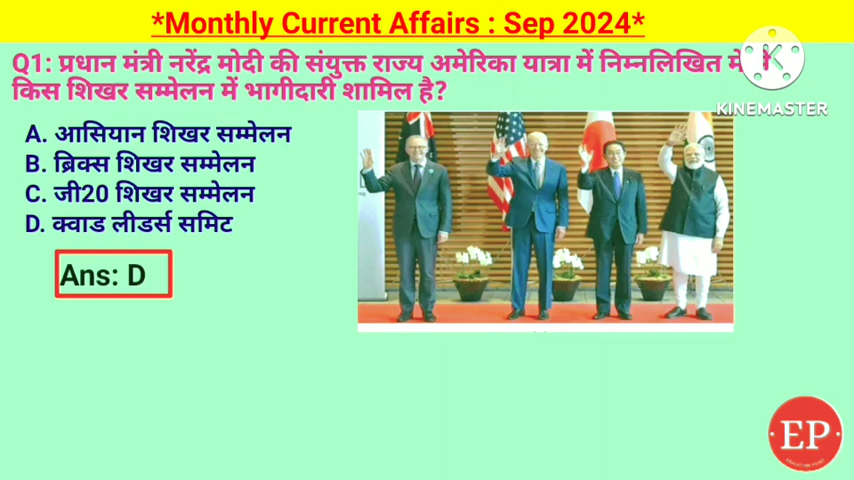 *Monthly Current Affairs : Sep 2024*
Q1: प्रधान मंत्री नरेंद्र मोदी की संयुक्त राज्य अमेरिका यात्रा में निम्नलिखित में
किस शिखर सम्मेलन में भागीदारी शामिल है?
KINEMASTER
A. आसियान शिखर सम्मेलन
B. ब्रिक्स शिखर सम्मेलन
C. जी20 शिखर सम्मेलन
D. क्वाड लीडर्स समिट
Ans: D
EP